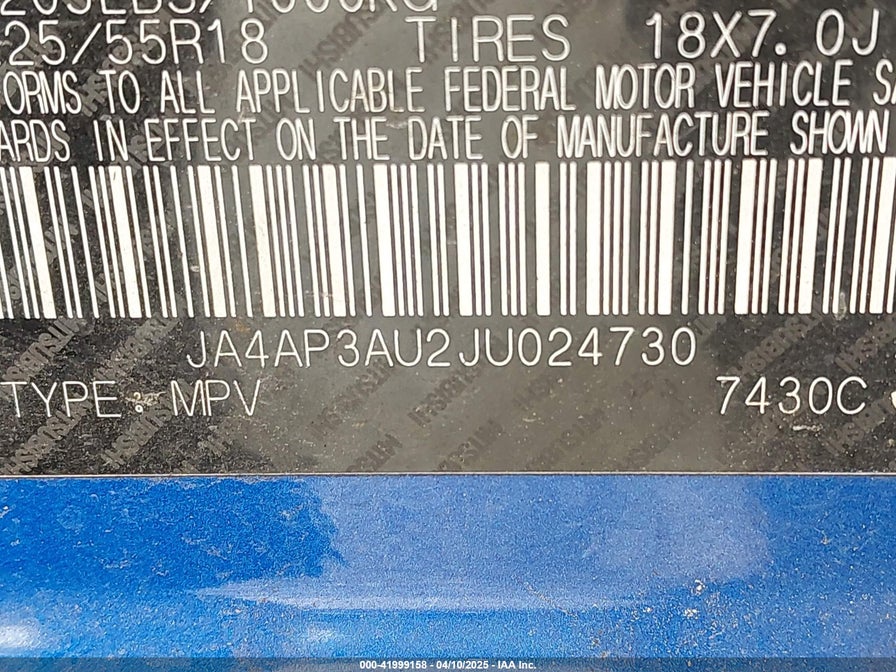 25/55R18 TIRES 18X7.0J
ORMS TO ALL APPLICABLE FEDERAL MOTOR VEHICLE S
ARDS IN EFFECT ON THE DATE OF MANUFACTURE SHOWN
JA4AP3AU2JU024730
TYPE: MPV 7430C
000-41999158 - 04/10/2025 - IAA Inc.